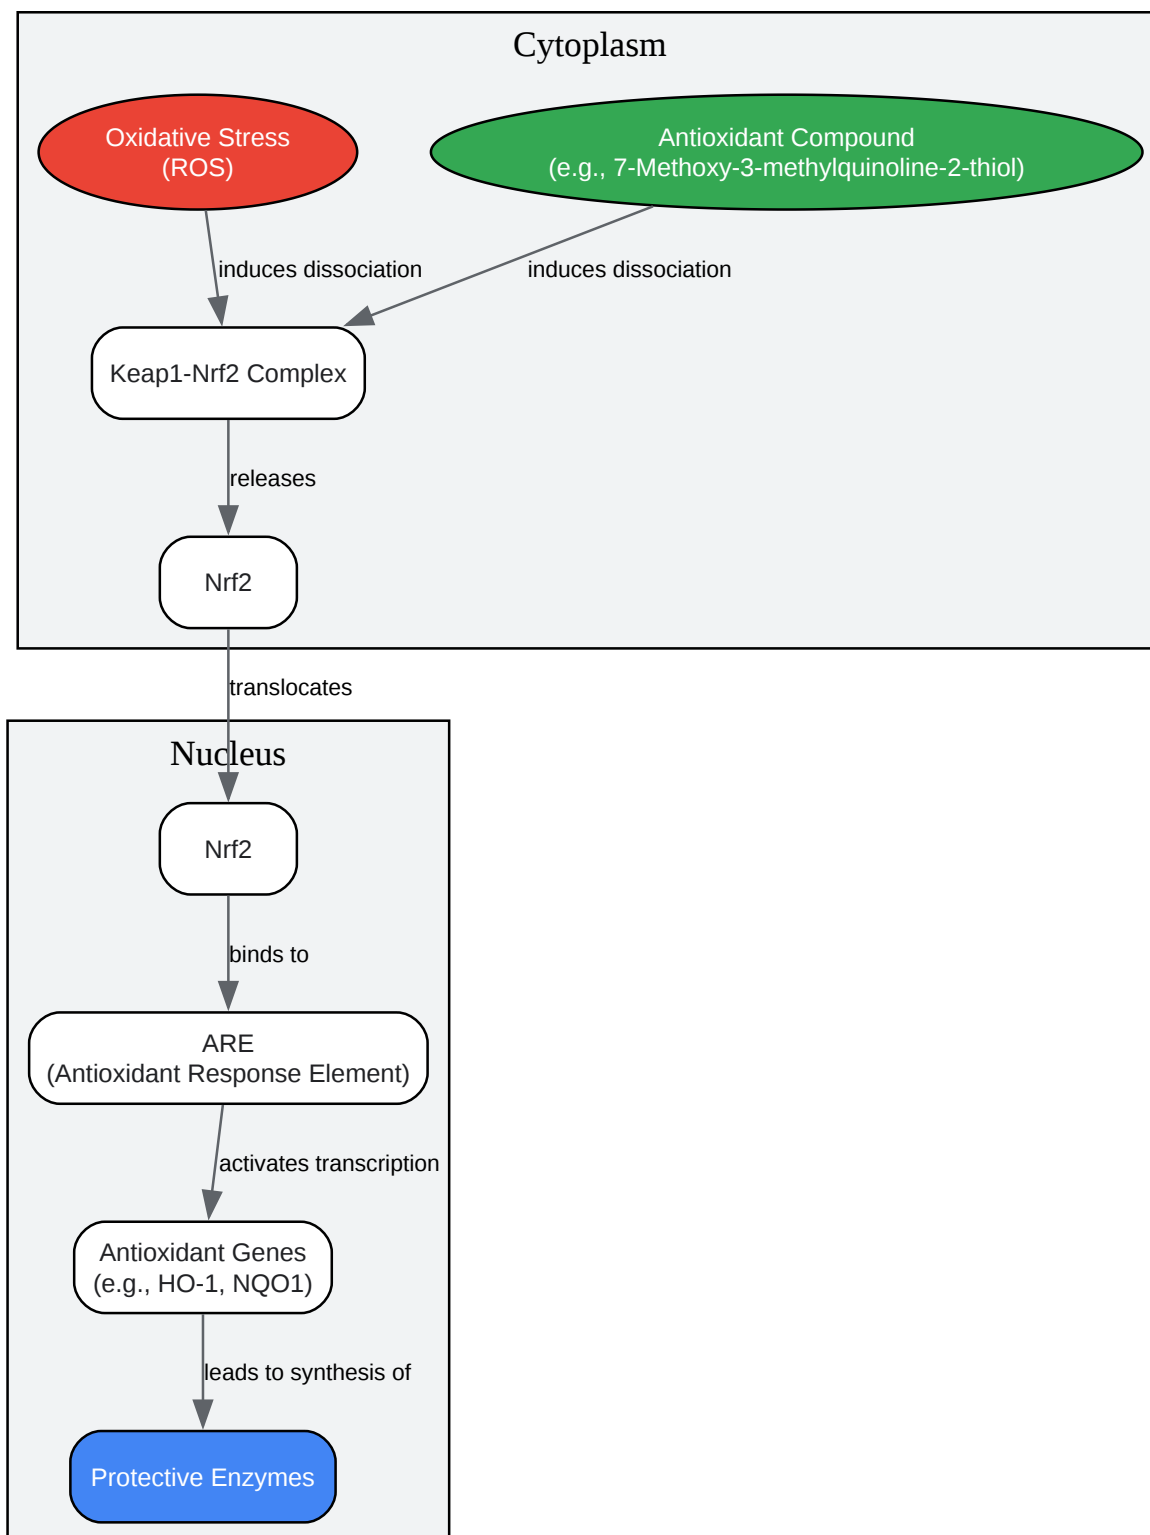 Cytoplasm
Oxidative Stress
(ROS)
Antioxidant Compound
(e.g., 7-Methoxy-3-methylquinoline-2-thiol)
induces dissociation
induces dissociation
Keap1-Nrf2 Complex
releases
Nrf2
translocates
Nucleus
Nrf2
binds to
ARE
(Antioxidant Response Element)
activates transcription
Antioxidant Genes
(e.g., HO-1, NQO1)
leads to synthesis of
Protective Enzymes